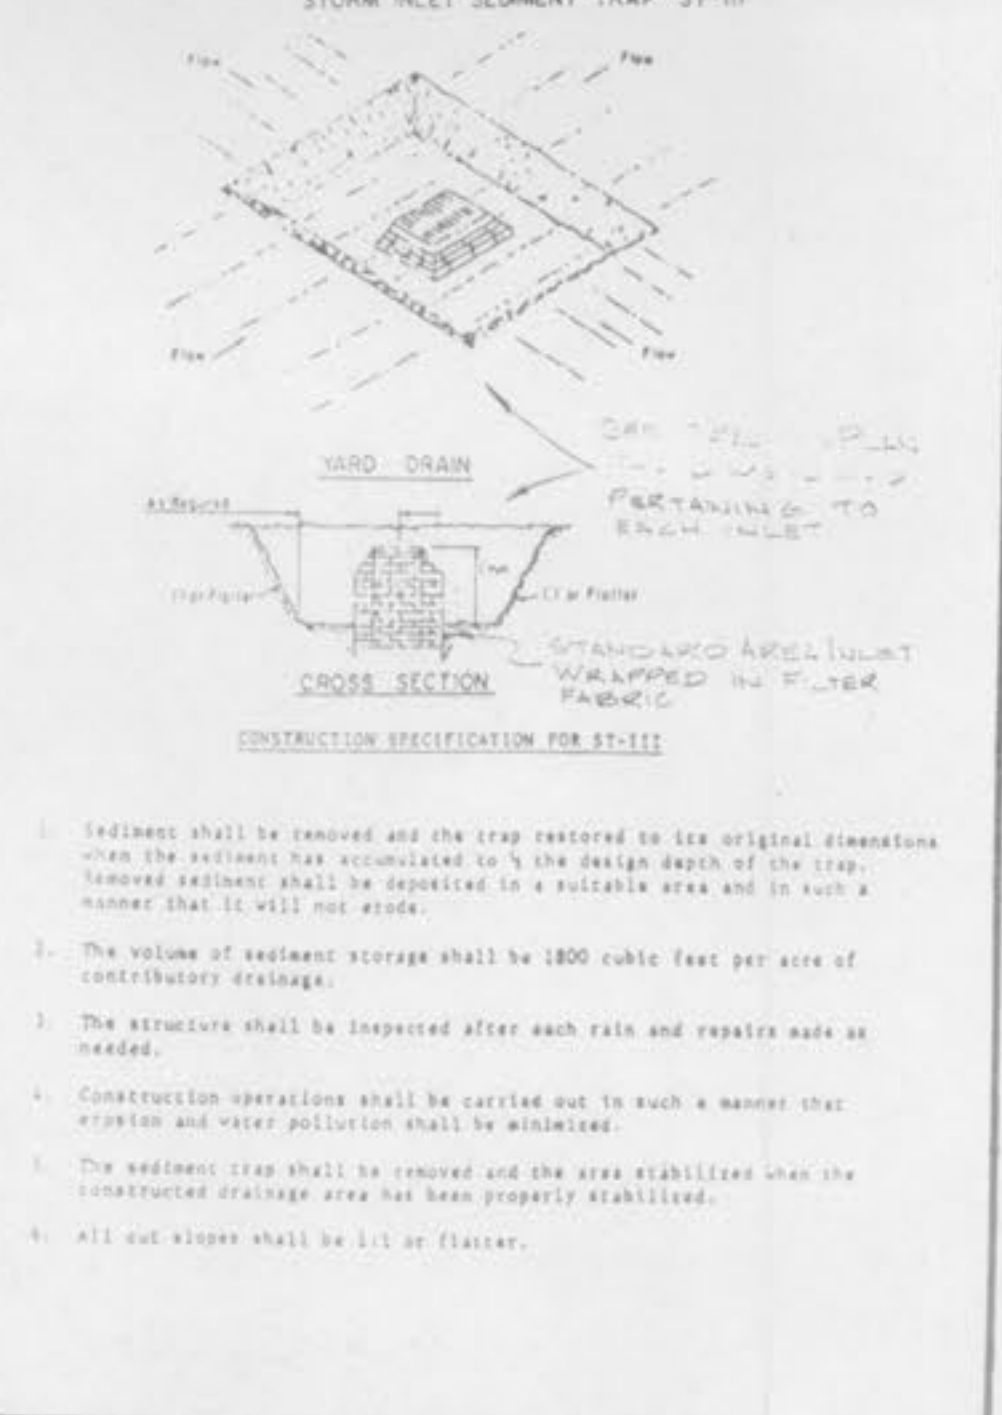 STORM INLET SEDIMENT TRAP ST-III
Flow
Flow
Flow
Flow
YARD DRAIN
PERTAINING TO
EACH INLET
As Required
1:1 or Flatter
1:1 or Flatter
STANDARD AREA INLET
WRAPPED IN FILTER
FABRIC
CROSS SECTION
CONSTRUCTION SPECIFICATION FOR ST-III
1. Sediment shall be removed and the trap restored to its original dimensions
when the sediment has accumulated to the design depth of the trap.
Removed sediment shall be deposited in a suitable area and in such a
manner that it will not erode.
2. The volume of sediment storage shall be 1800 cubic feet per acre of
contributory drainage.
3. The structure shall be inspected after each rain and repairs made as
needed.
4. Construction operations shall be carried out in such a manner that
erosion and water pollution shall be minimized.
5. The sediment trap shall be removed and the area stabilized when the
constructed drainage area has been properly stabilized.
6. All cut slopes shall be 1:1 or flatter.